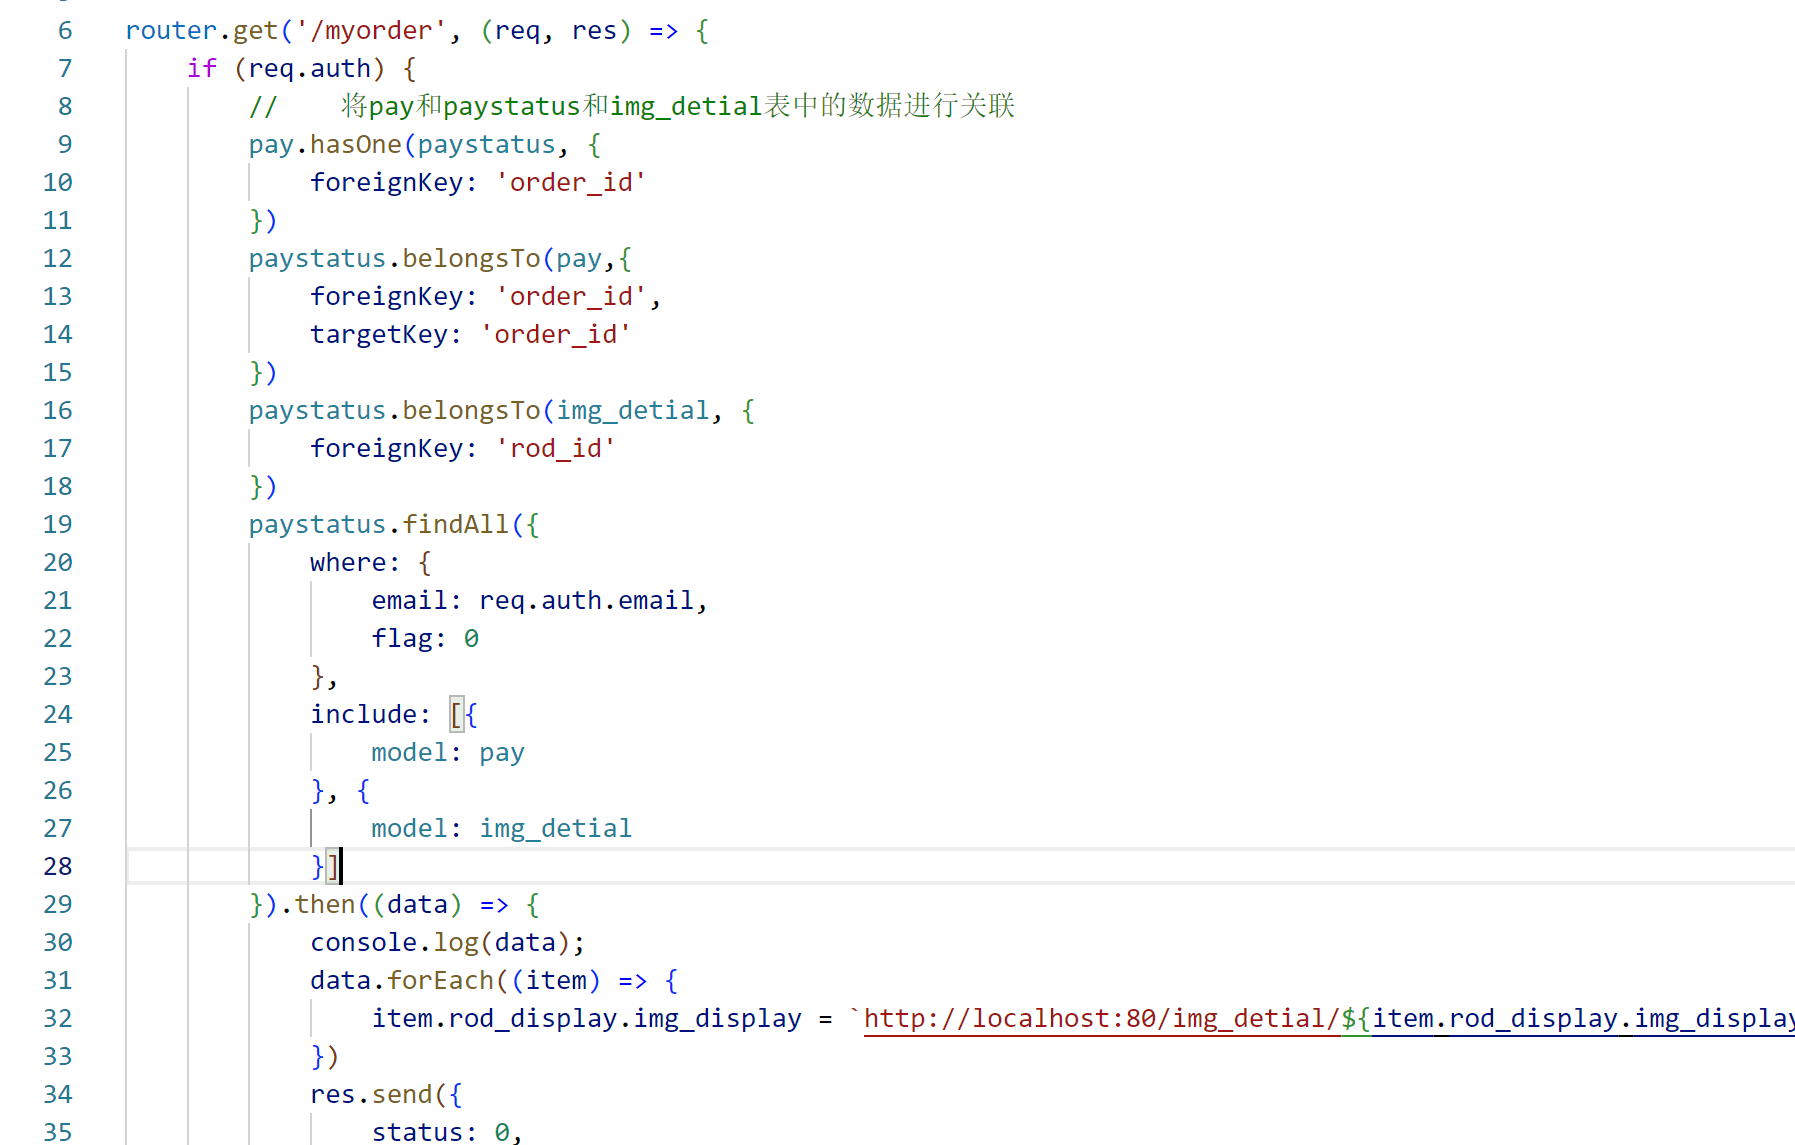 6 router.get('/myorder', (req, res) => {
7 if (req.auth) {
8 // 将pay和paystatus和img_detial表中的数据进行关联
9 pay.hasOne(paystatus, {
10 foreignKey: 'order_id'
11 })
12 paystatus.belongsTo(pay,{
13 foreignKey: 'order_id',
14 targetKey: 'order_id'
15 })
16 paystatus.belongsTo(img_detial, {
17 foreignKey: 'rod_id'
18 })
19 paystatus.findAll({
20 where: {
21 email: req.auth.email,
22 flag: 0
23 },
24 include: [{
25 model: pay
26 }, {
27 model: img_detial
28 }]
29 }).then((data) => {
30 console.log(data);
31 data.forEach((item) => {
32 item.rod_display.img_display = `http://localhost:80/img_detial/${item.rod_display.img_display
33 })
34 res.send({
35 status: 0,